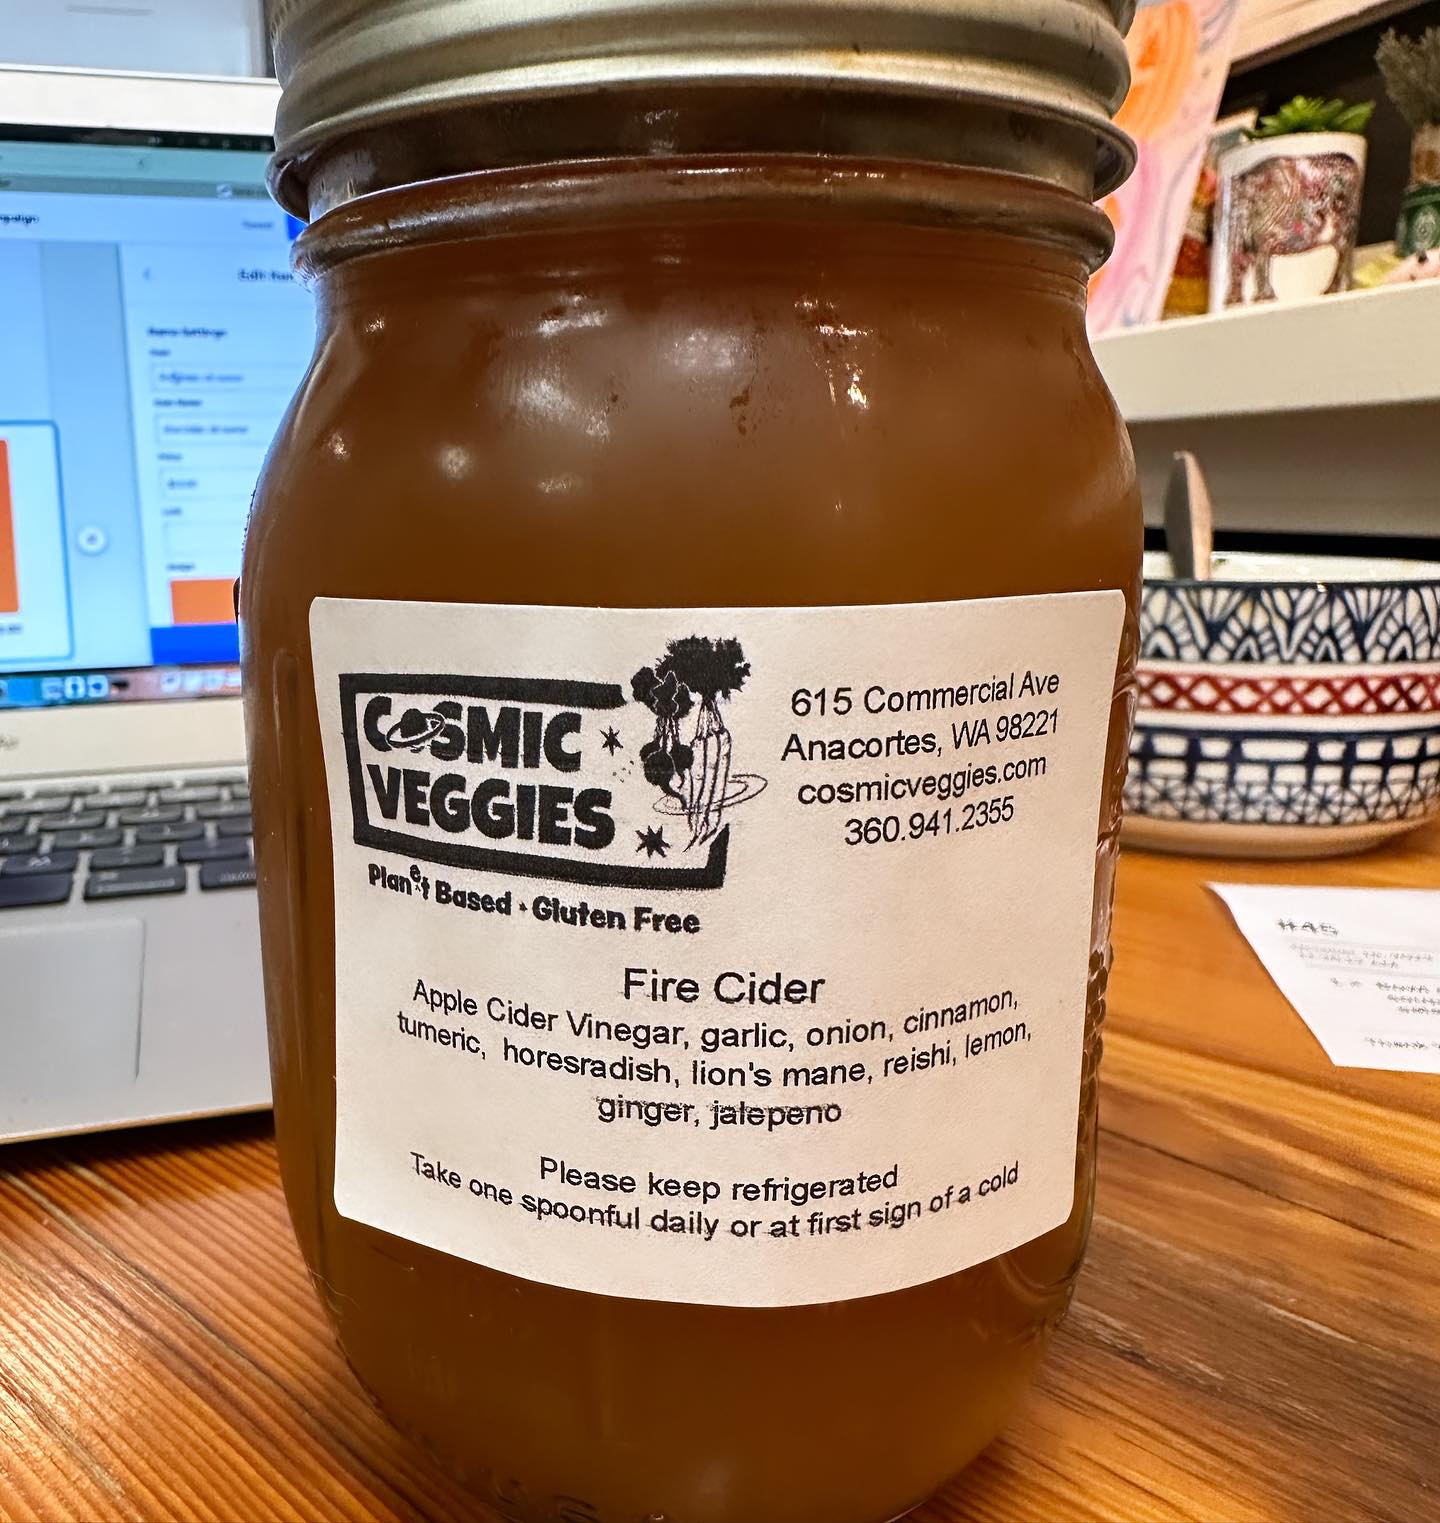 COSMIC
VEGGIES
Planet Based · Gluten Free
615 Commercial Ave
Anacortes, WA 98221
cosmicveggies.com
360.941.2355
Fire Cider
Apple Cider Vinegar, garlic, onion, cinnamon,
tumeric, horesradish, lion's mane, reishi, lemon,
ginger, jalepeno
Please keep refrigerated
Take one spoonful daily or at first sign of a cold
#45